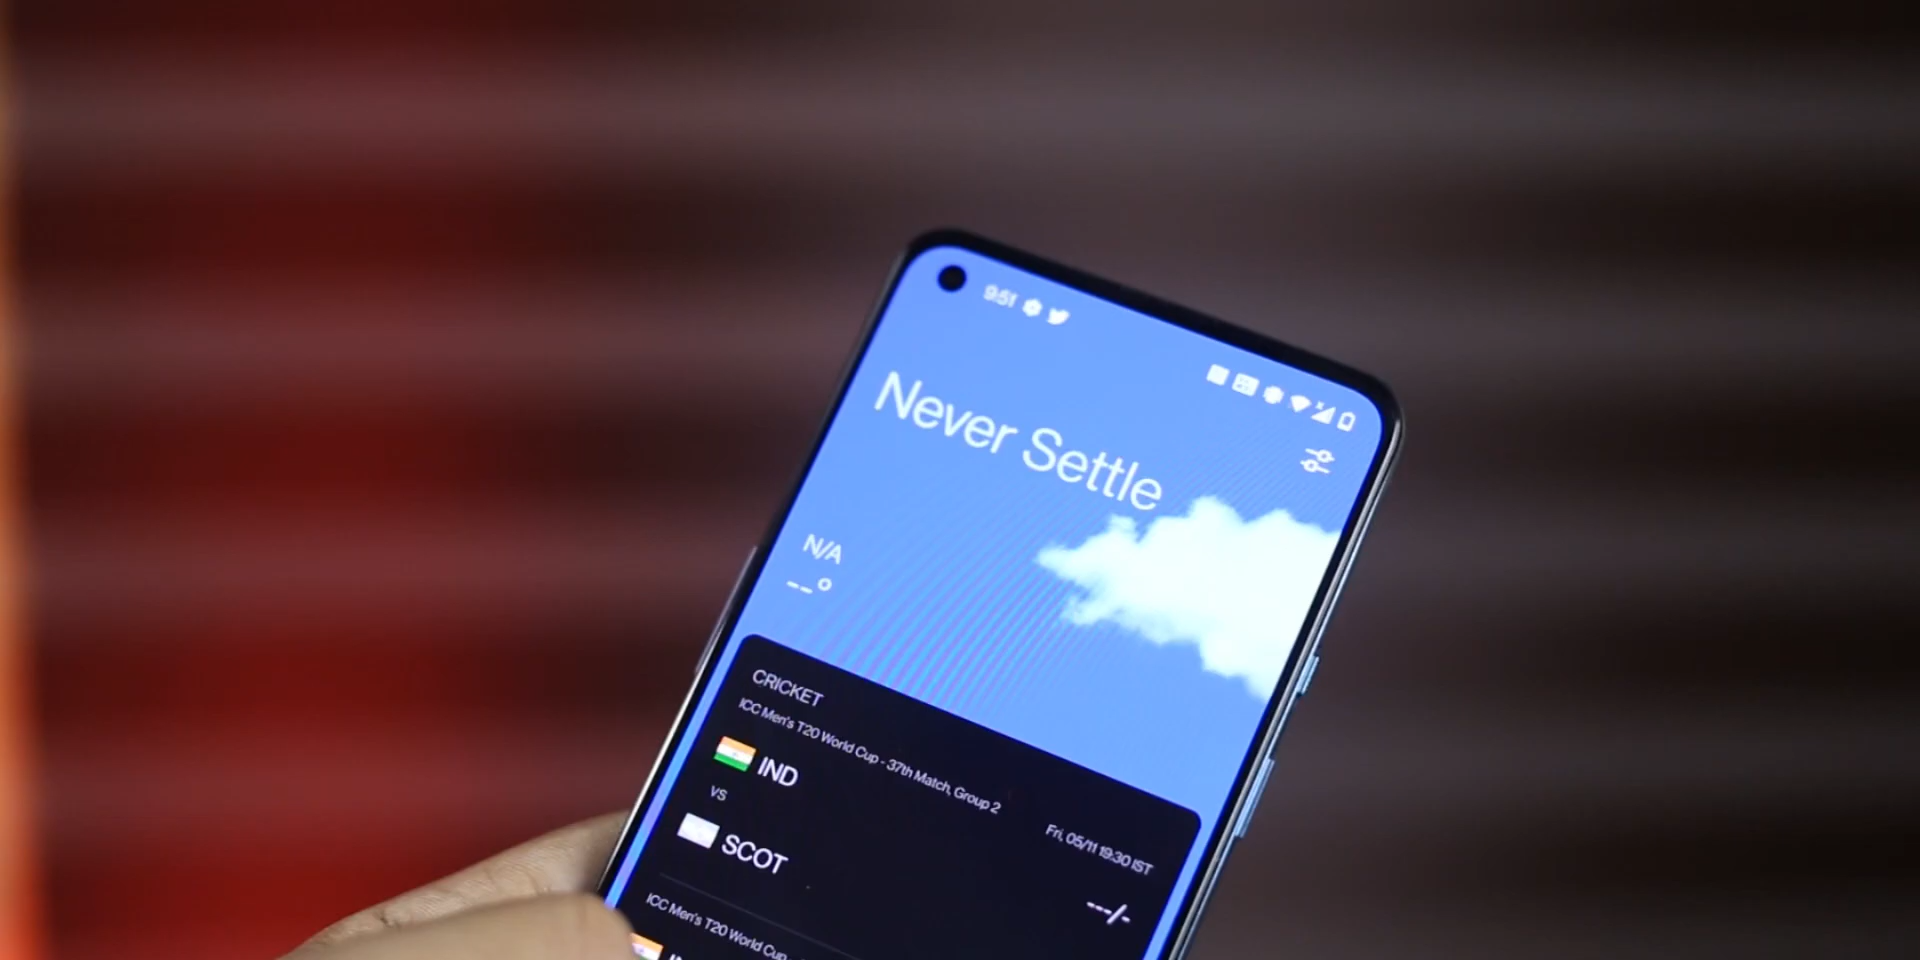 9:51
Never Settle
N/A
--°
CRICKET
ICC Men's T20 World Cup - 37th Match, Group 2
IND
vs
Fri, 05/11 19:30 IST
SCOT
---/-
ICC Men's T20 World Cup -